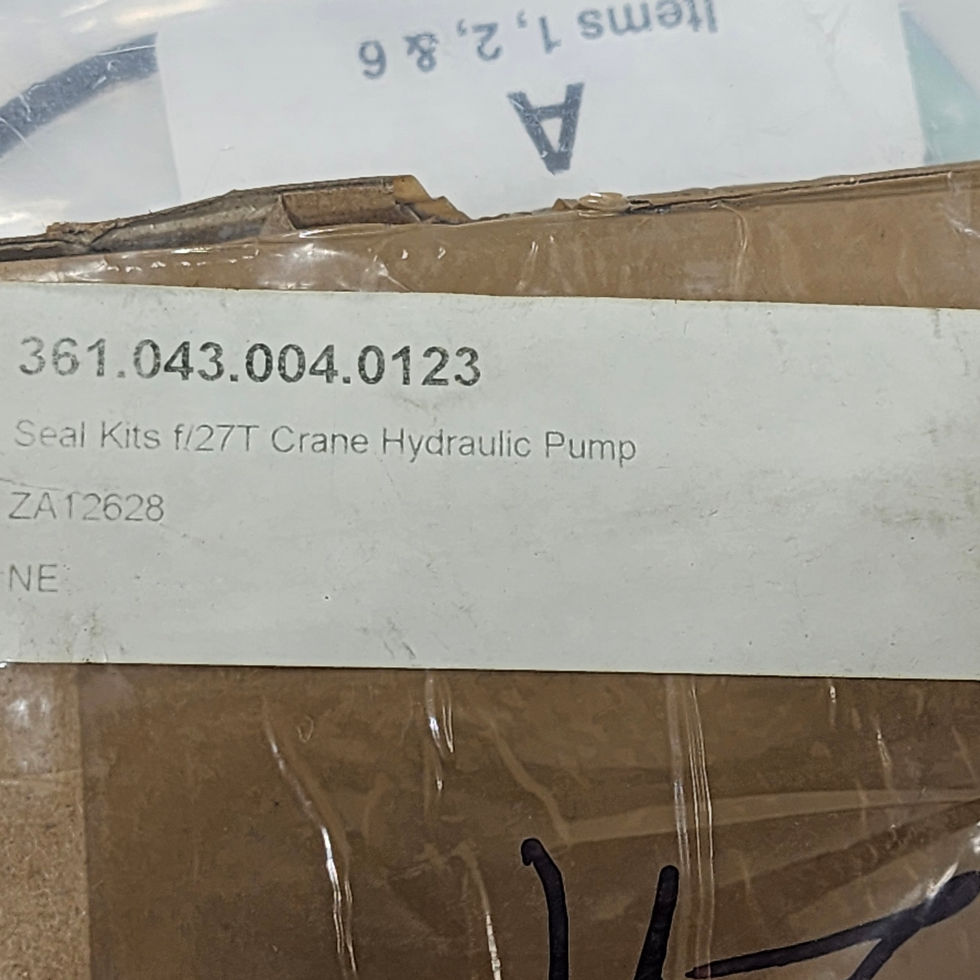 Items 1, 2, & 6
A
361.043.004.0123
Seal Kits f/27T Crane Hydraulic Pump
ZA12628
NE